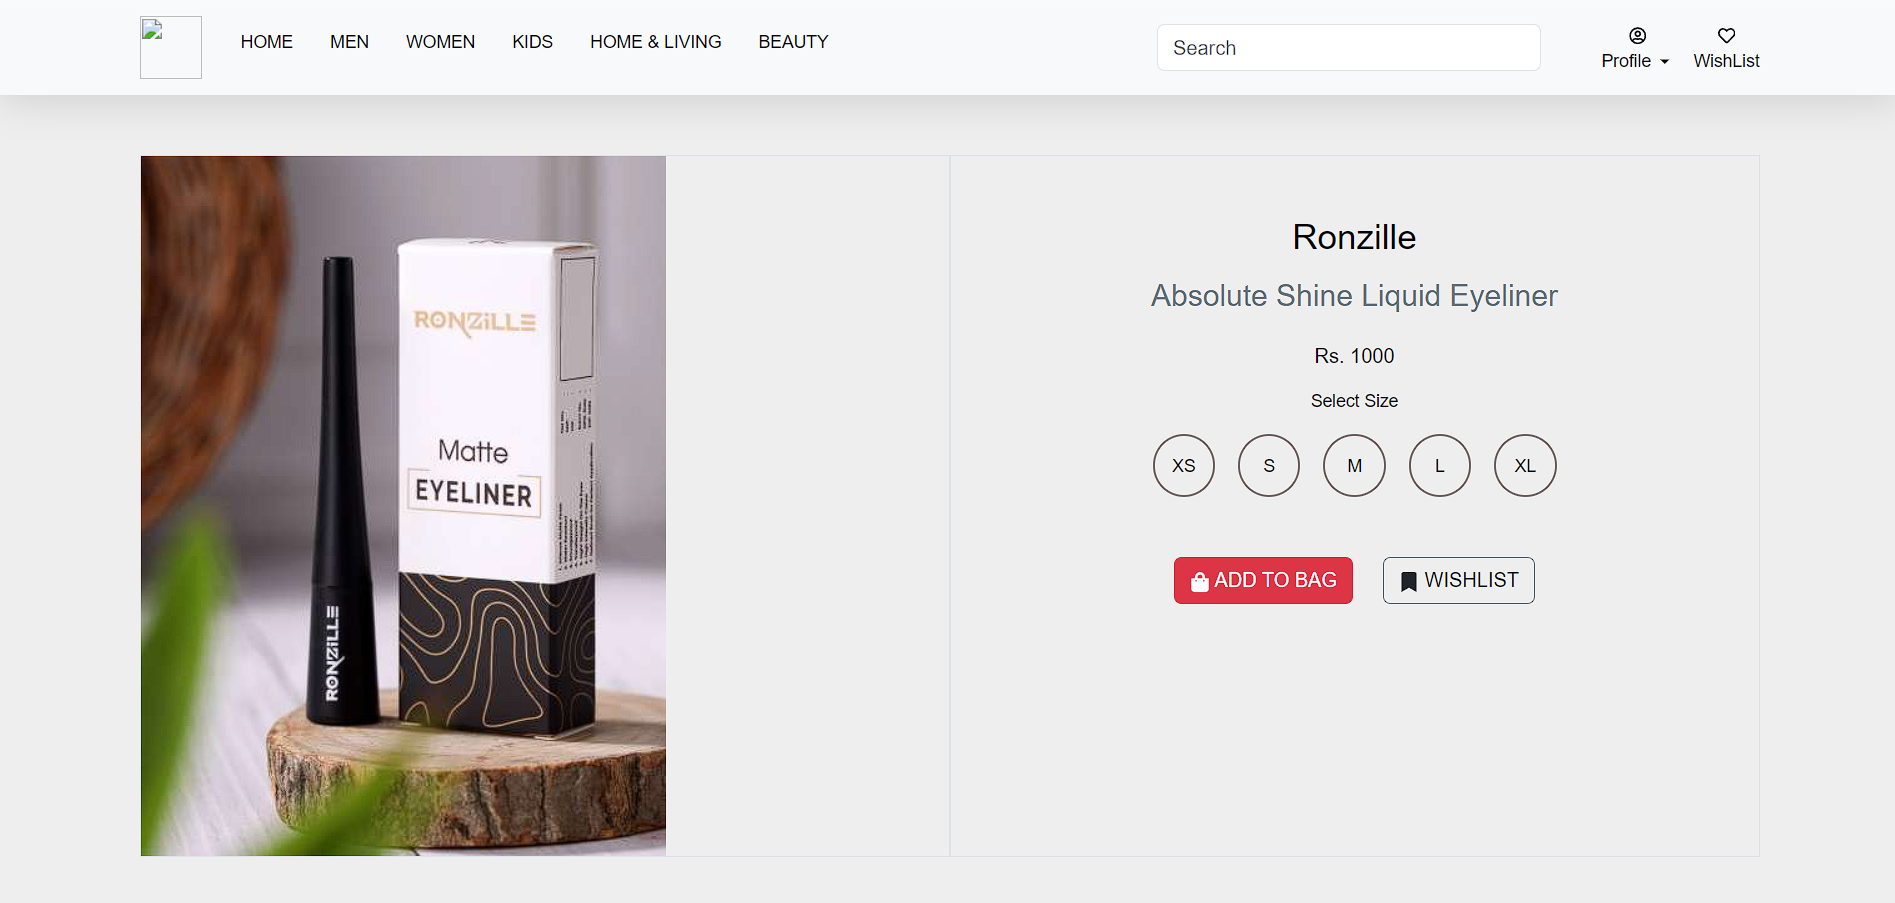 HOME MEN WOMEN KIDS HOME & LIVING BEAUTY Search Profile WishList
RONZiLLE
Matte
EYELINER
RONZiLLE
Ronzille
Absolute Shine Liquid Eyeliner
Rs. 1000
Select Size
XS S M L XL
ADD TO BAG WISHLIST